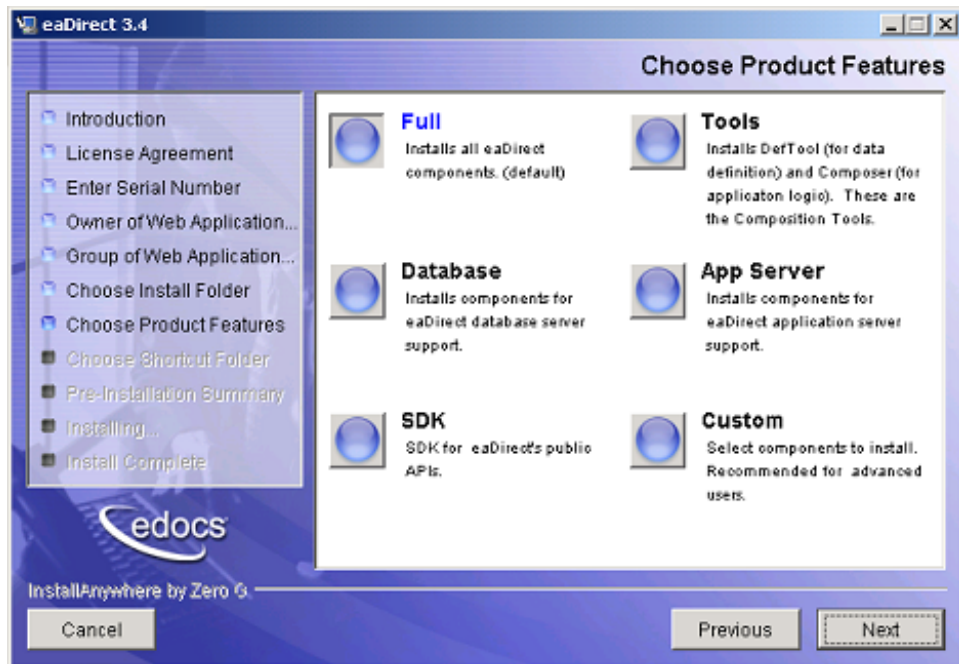 eaDirect 3.4
Choose Product Features
Introduction
License Agreement
Enter Serial Number
Owner of Web Application...
Group of Web Application...
Choose Install Folder
Choose Product Features
Choose Shortcut Folder
Pre-Installation Summary
Installing...
Install Complete
edocs
Full
Installs all eaDirect
components. (default)
Tools
Installs DefTool (for data
definition) and Composer (for
applicaton logic). These are
the Composition Tools.
Database
Installs components for
eaDirect database server
support.
App Server
Installs components for
eaDirect application server
support.
SDK
SDK for eaDirect's public
APIs.
Custom
Select components to install.
Recommended for advanced
users.
InstallAnywhere by Zero G.
Cancel
Previous
Next